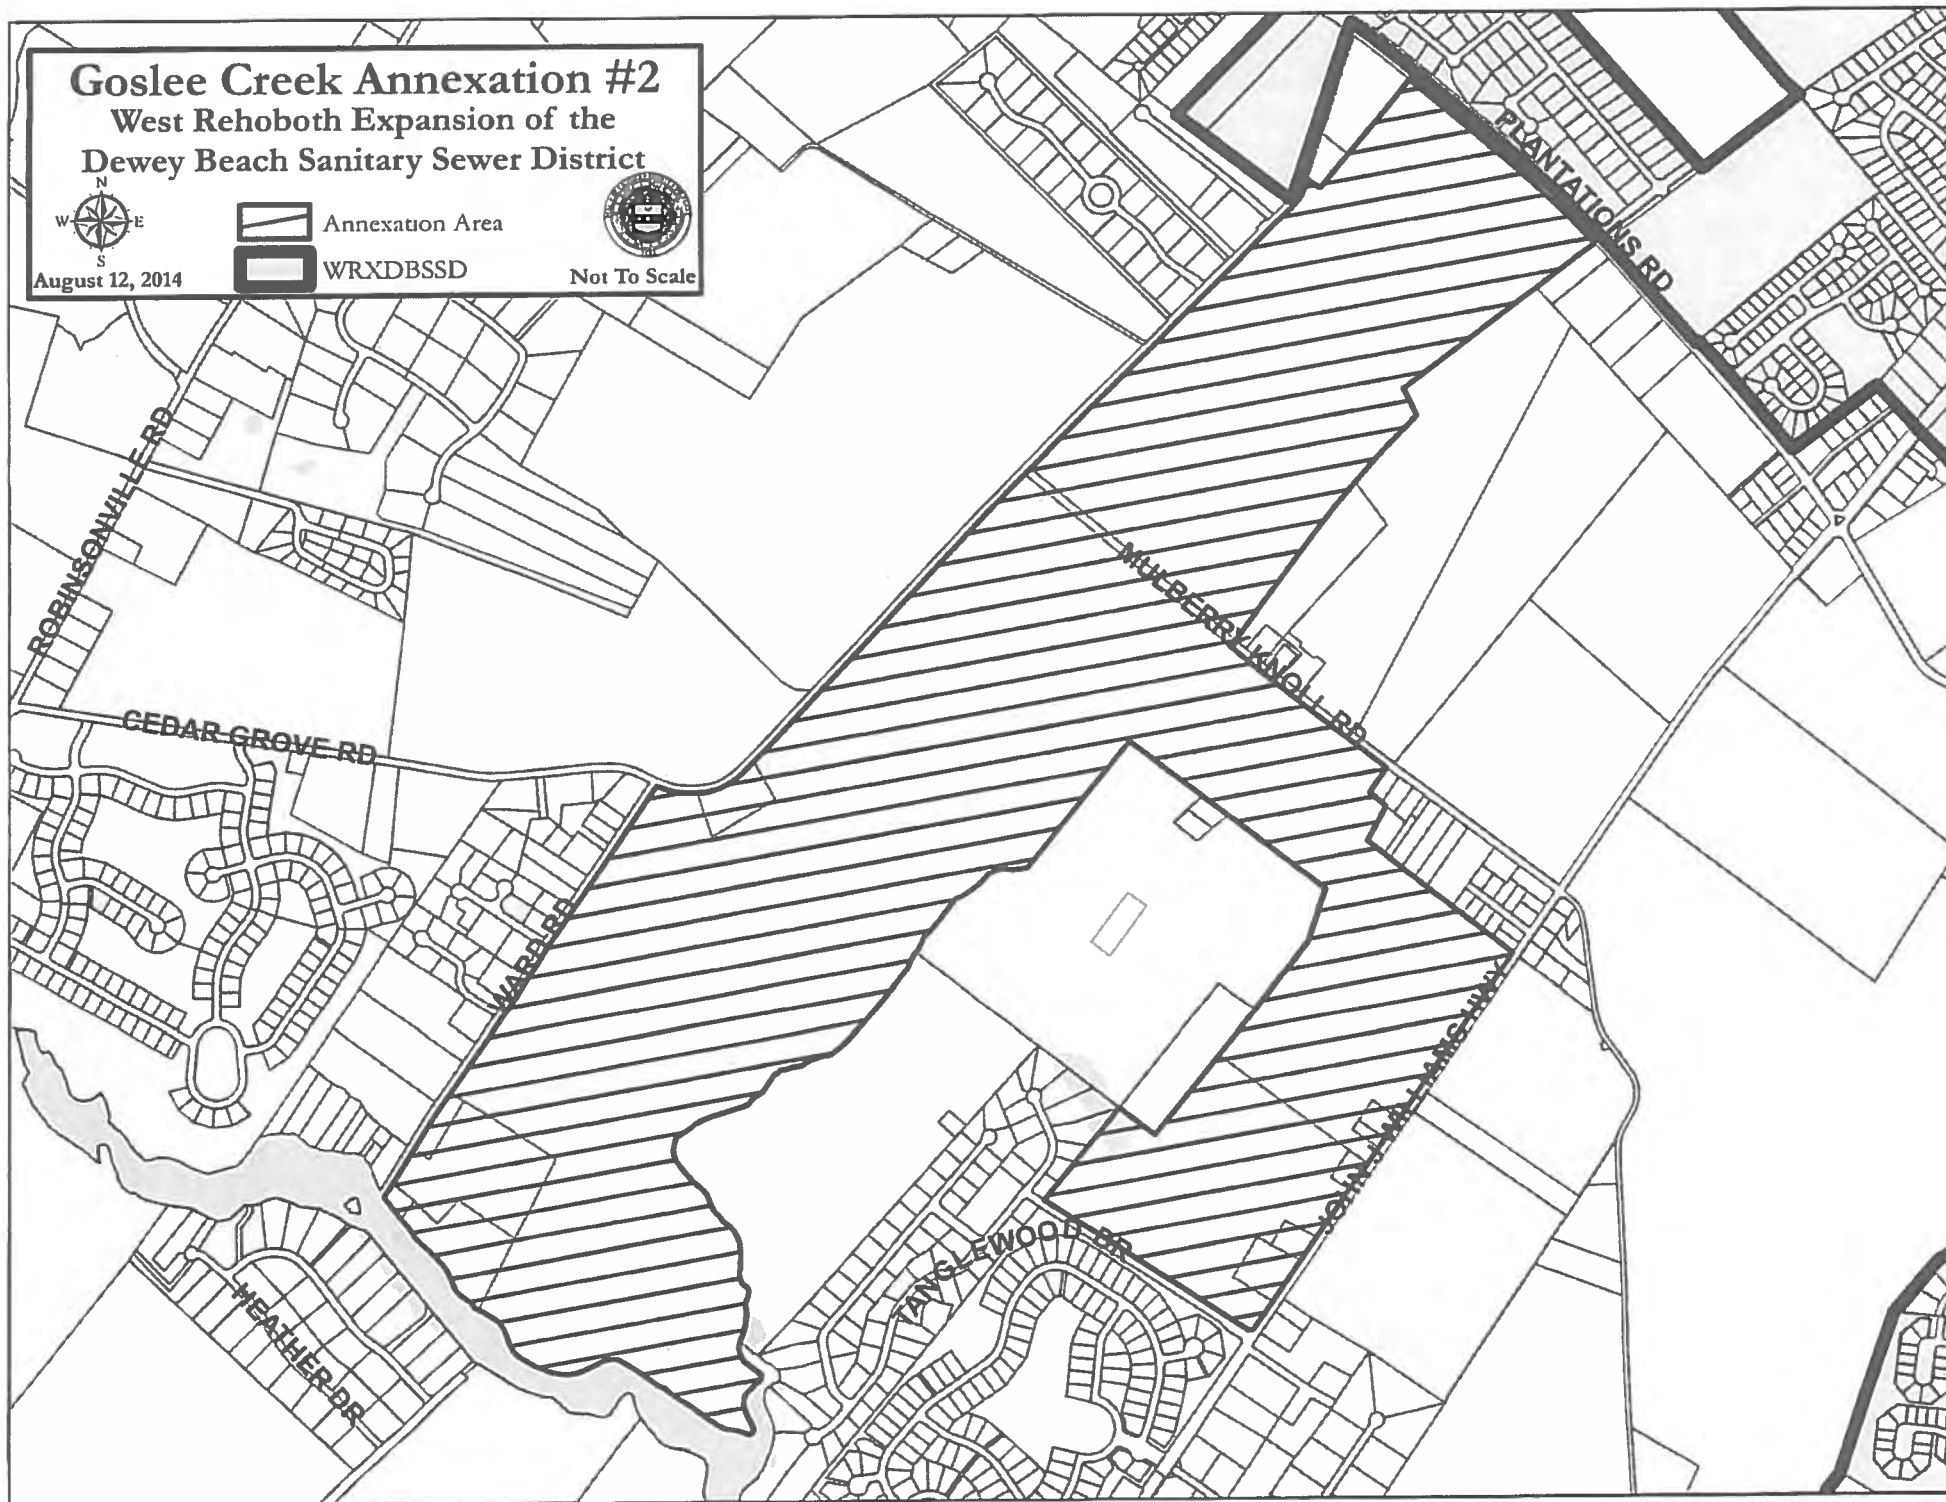 Goslee Creek Annexation #2
West Rehoboth Expansion of the
Dewey Beach Sanitary Sewer District
N
W
E
S
Annexation Area
WRXDBSSD
August 12, 2014
Not To Scale
PLANTATIONS RD
ROBINSONVILLE RD
MULBERRY KNOLL RD
CEDAR GROVE RD
WARD RD
JOHN J WILLIAMS HWY
TANGLEWOOD DR
HEATHER DR